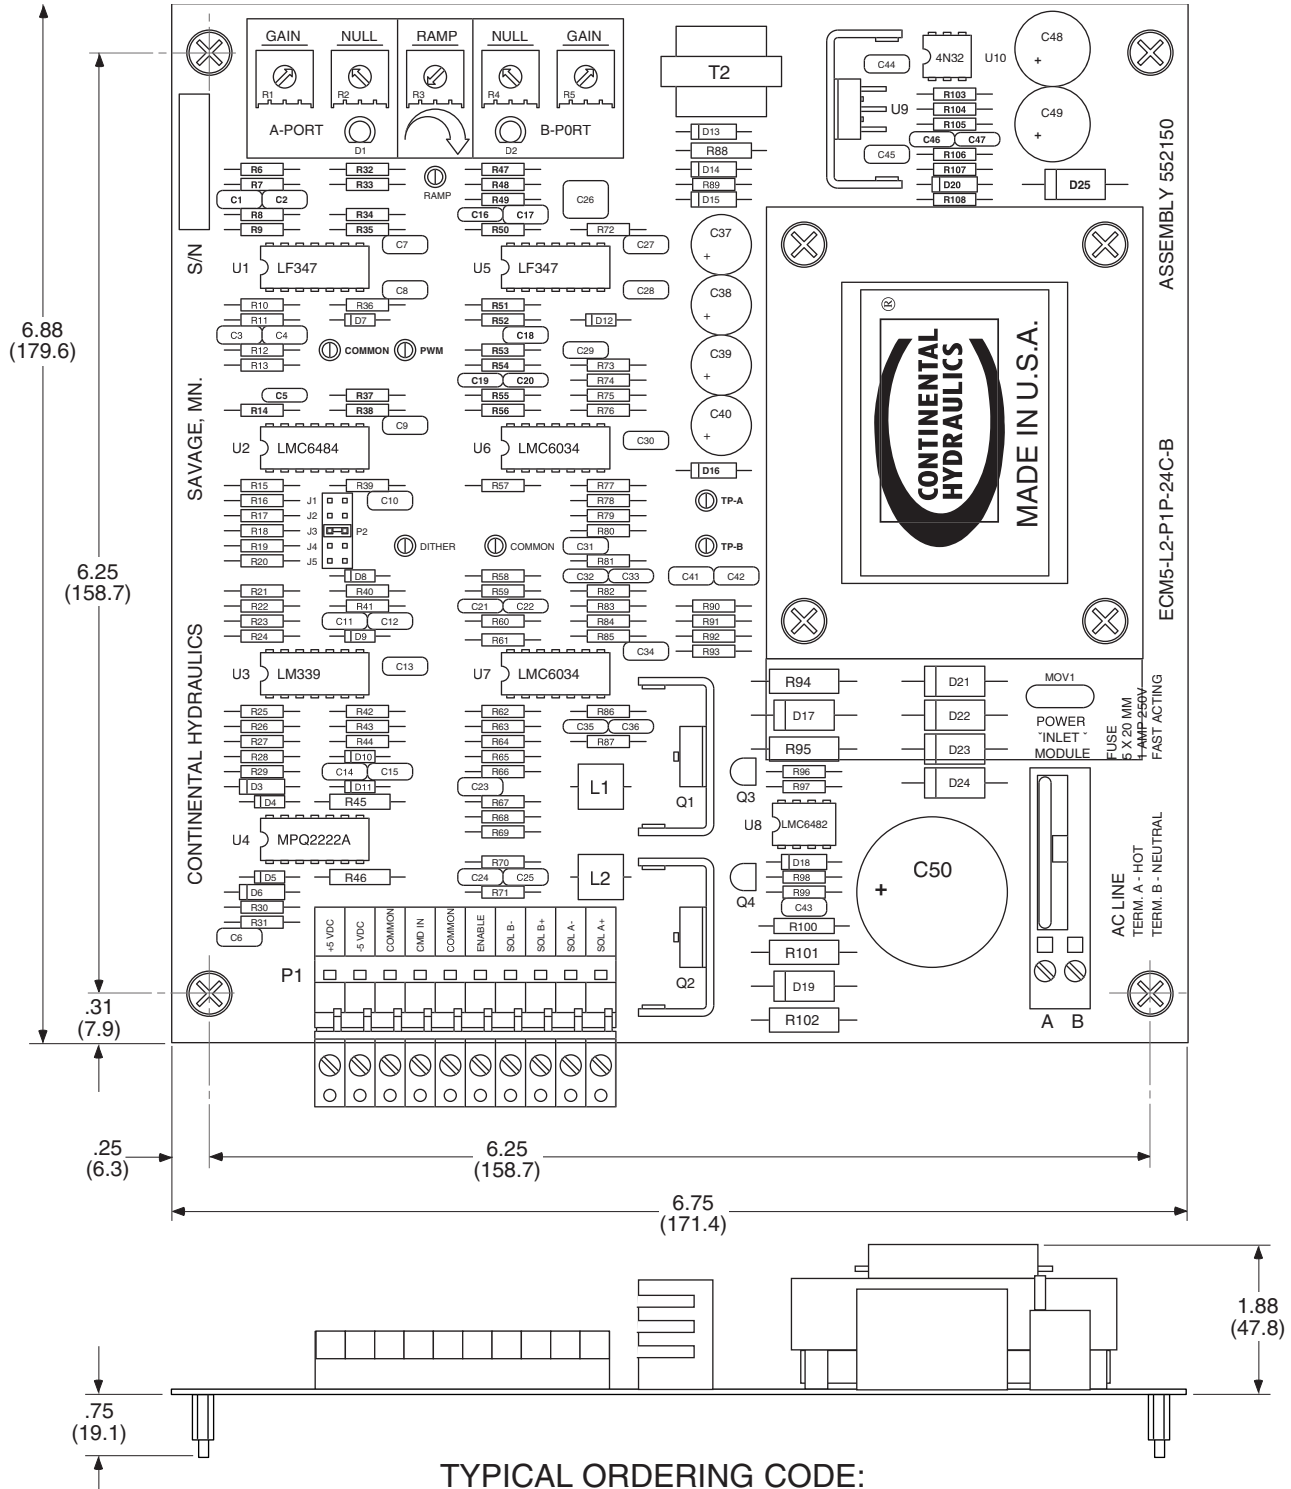 GAIN NULL RAMP NULL GAIN
R1 R2 R3 R4 R5
A-PORT B-P0RT
D1 D2
RAMP
T2
C44
4N32 U10
C48
+
U9
C49
+
C45
R103
R104
R105
C46 C47
R106
R107
D20
R108
D25
ASSEMBLY 552150
D13
R88
D14
R89
D15
R6 R32 R47
R7 R33 R48
R49
C1 C2
C16 C17
C26
R8 R34
R9 R35 R50 R72
C7 C27
S/N
U1 LF347
U5 LF347
C8 C28
C37
+
C38
+
C39
+
C40
+
R10 R36 R51
R11 D7 R52 D12
C3 C4 C18
R12 COMMON PWM R53 C29
R13 R54 R73
C19 C20 R74
C5 R37 R55 R75
R14 R38 R56 R76
C9 C30
SAVAGE, MN.
U2 LMC6484
U6 LMC6034
D16
R15 R39 R57 R77
R16 J1 C10 R78
R17 J2 R79
R18 J3 P2 R80
R19 J4 DITHER COMMON C31
R20 J5 R81
TP-A
TP-B
D8 R58 C32 C33 C41 C42
R21 R40 R59 R82
R22 R41 C21 C22 R83 R90
R23 C11 C12 R60 R84 R91
R24 D9 R61 R85 R92
R93
C34
C13
U3 LM339
U7 LMC6034
CONTINENTAL HYDRAULICS
®
CONTINENTAL
HYDRAULICS
MADE IN U.S.A.
ECM5-L2-P1P-24C-B
R94 D21
D17 D22
R95 D23
D24
MOV1
POWER
˘INLET ˘
MODULE
FUSE
5 X 20 MM
1 AMP 250V
FAST ACTING
R25 R42 R62 R86
R26 R43 R63 C35 C36
R27 R44 R64 R87
R28 D10 R65
R29 C14 C15 R66
D3 D11 C23
D4 R45 R67
R68
R69
L1
Q1
Q3
R96
R97
U8 LMC6482
U4 MPQ2222A
R70
D5 R46 C24 C25
D6 R71
R30
R31
C6
L2
Q2
Q4
D18
R98
R99
C43
R100
R101
D19
R102
C50
+
AC LINE
TERM. A - HOT
TERM. B - NEUTRAL
A B
P1
+5 VDC
-5 VDC
COMMON
CMD IN
COMMON
ENABLE
SOL B-
SOL B+
SOL A-
SOL A+
6.88
(179.6)
6.25
(158.7)
.31
(7.9)
.25
(6.3)
6.25
(158.7)
6.75
(171.4)
1.88
(47.8)
.75
(19.1)
TYPICAL ORDERING CODE: